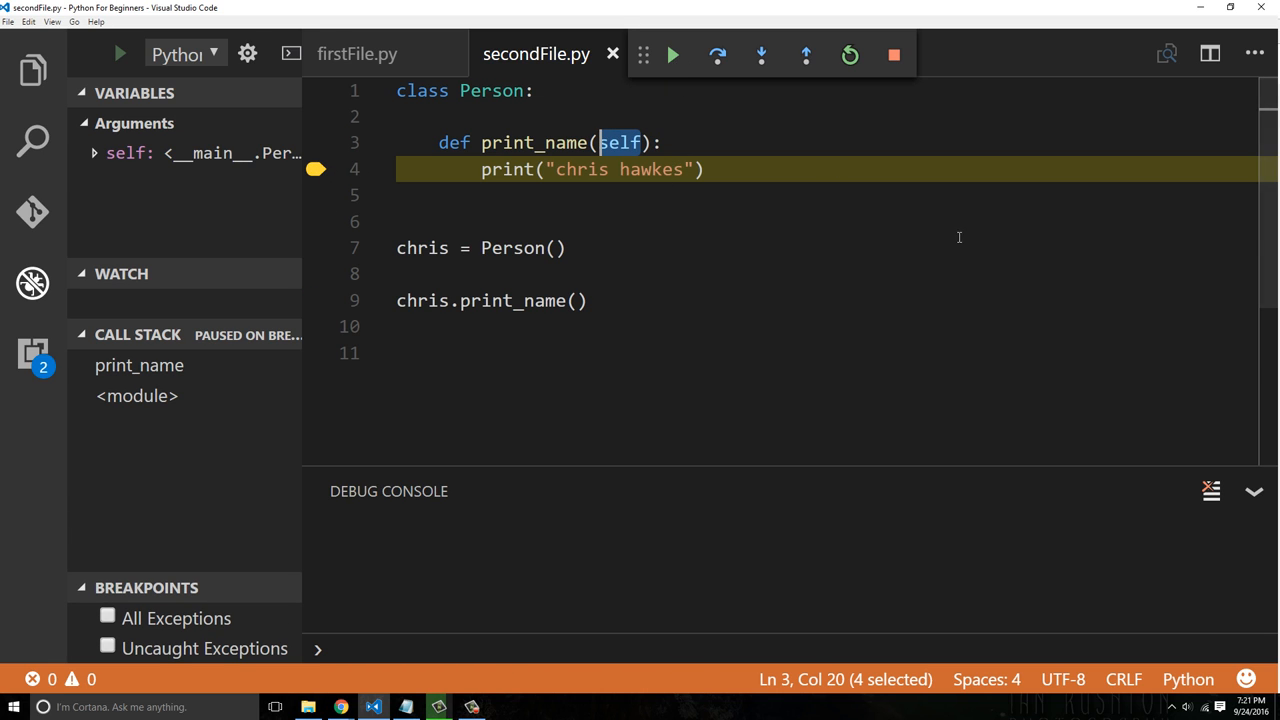 secondFile.py - Python For Beginners - Visual Studio Code
File Edit View Go Help
Pythor
firstFile.py
secondFile.py
VARIABLES
Arguments
self: <__main__.Per...
WATCH
CALL STACK PAUSED ON BRE...
print_name
<module>
BREAKPOINTS
All Exceptions
Uncaught Exceptions
2
1 class Person:
2
3 def print_name(self):
4 print("chris hawkes")
5
6
7 chris = Person()
8
9 chris.print_name()
10
11
DEBUG CONSOLE
0 0
Ln 3, Col 20 (4 selected)
Spaces: 4
UTF-8
CRLF
Python
I'm Cortana. Ask me anything.
7:21 PM
9/24/2016